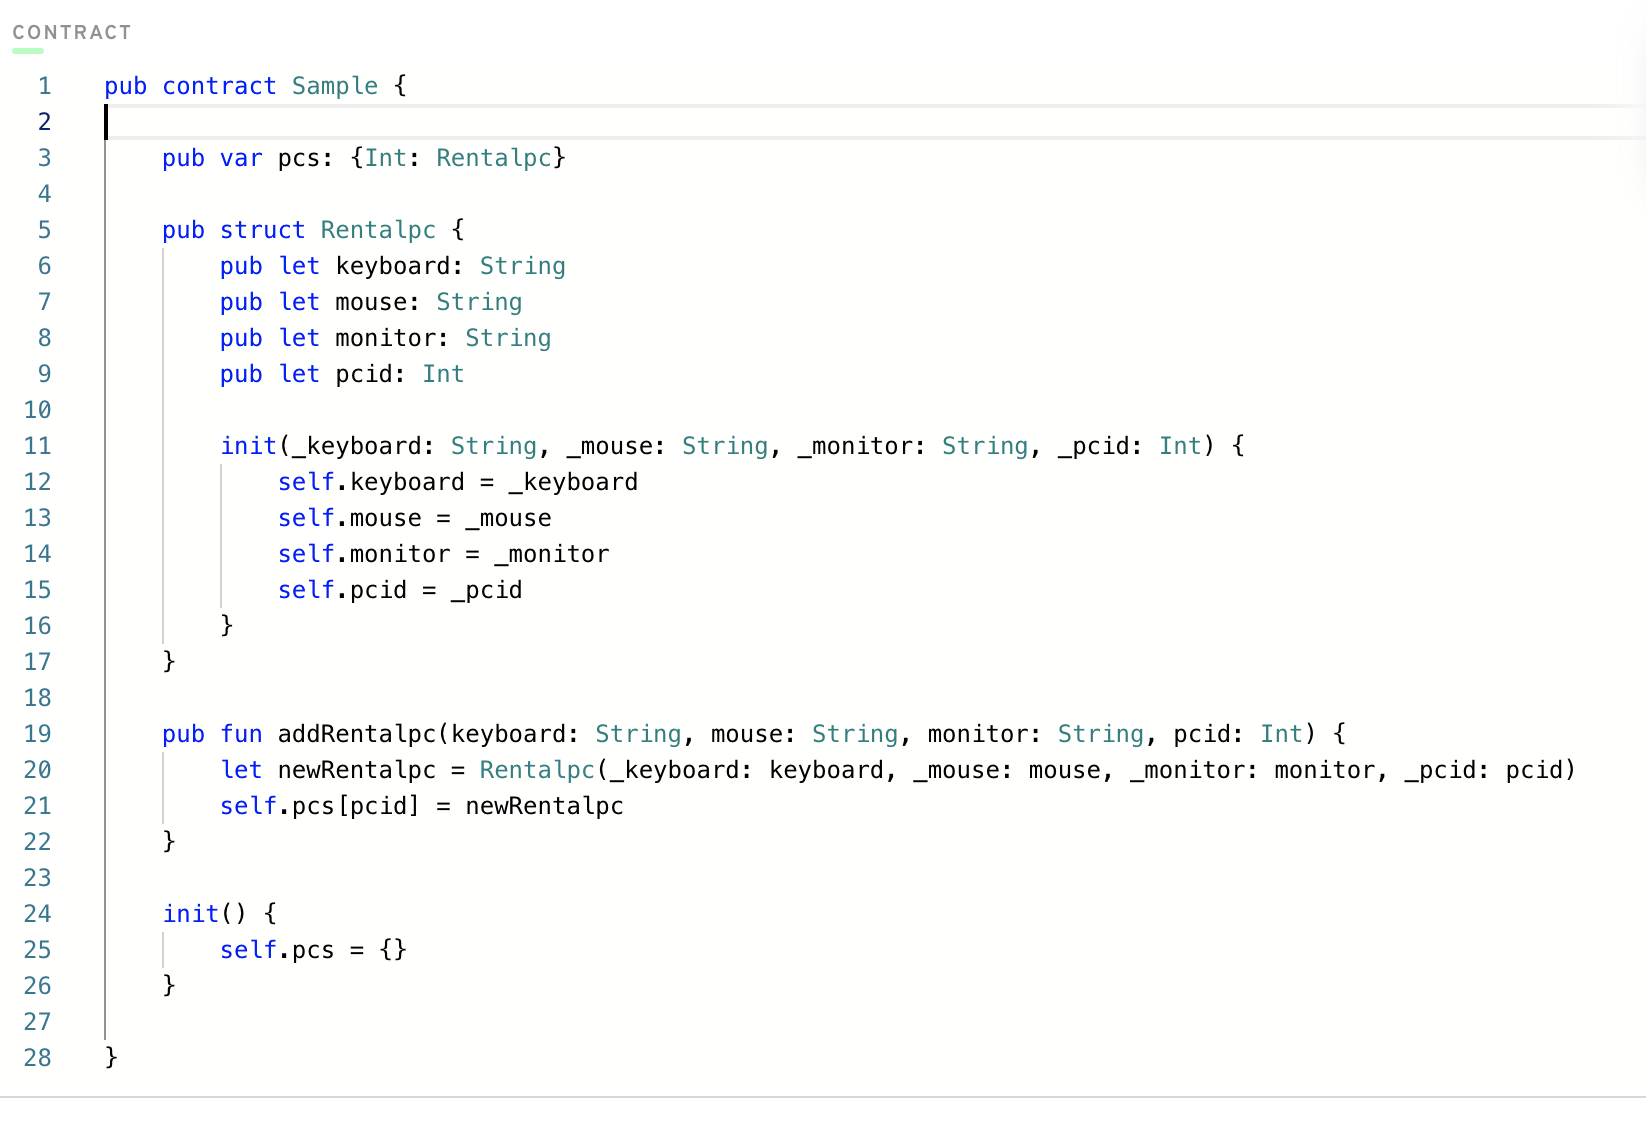 CONTRACT
1 pub contract Sample {
2
3 pub var pcs: {Int: Rentalpc}
4
5 pub struct Rentalpc {
6 pub let keyboard: String
7 pub let mouse: String
8 pub let monitor: String
9 pub let pcid: Int
10
11 init(_keyboard: String, _mouse: String, _monitor: String, _pcid: Int) {
12 self.keyboard = _keyboard
13 self.mouse = _mouse
14 self.monitor = _monitor
15 self.pcid = _pcid
16 }
17 }
18
19 pub fun addRentalpc(keyboard: String, mouse: String, monitor: String, pcid: Int) {
20 let newRentalpc = Rentalpc(_keyboard: keyboard, _mouse: mouse, _monitor: monitor, _pcid: pcid)
21 self.pcs[pcid] = newRentalpc
22 }
23
24 init() {
25 self.pcs = {}
26 }
27
28 }